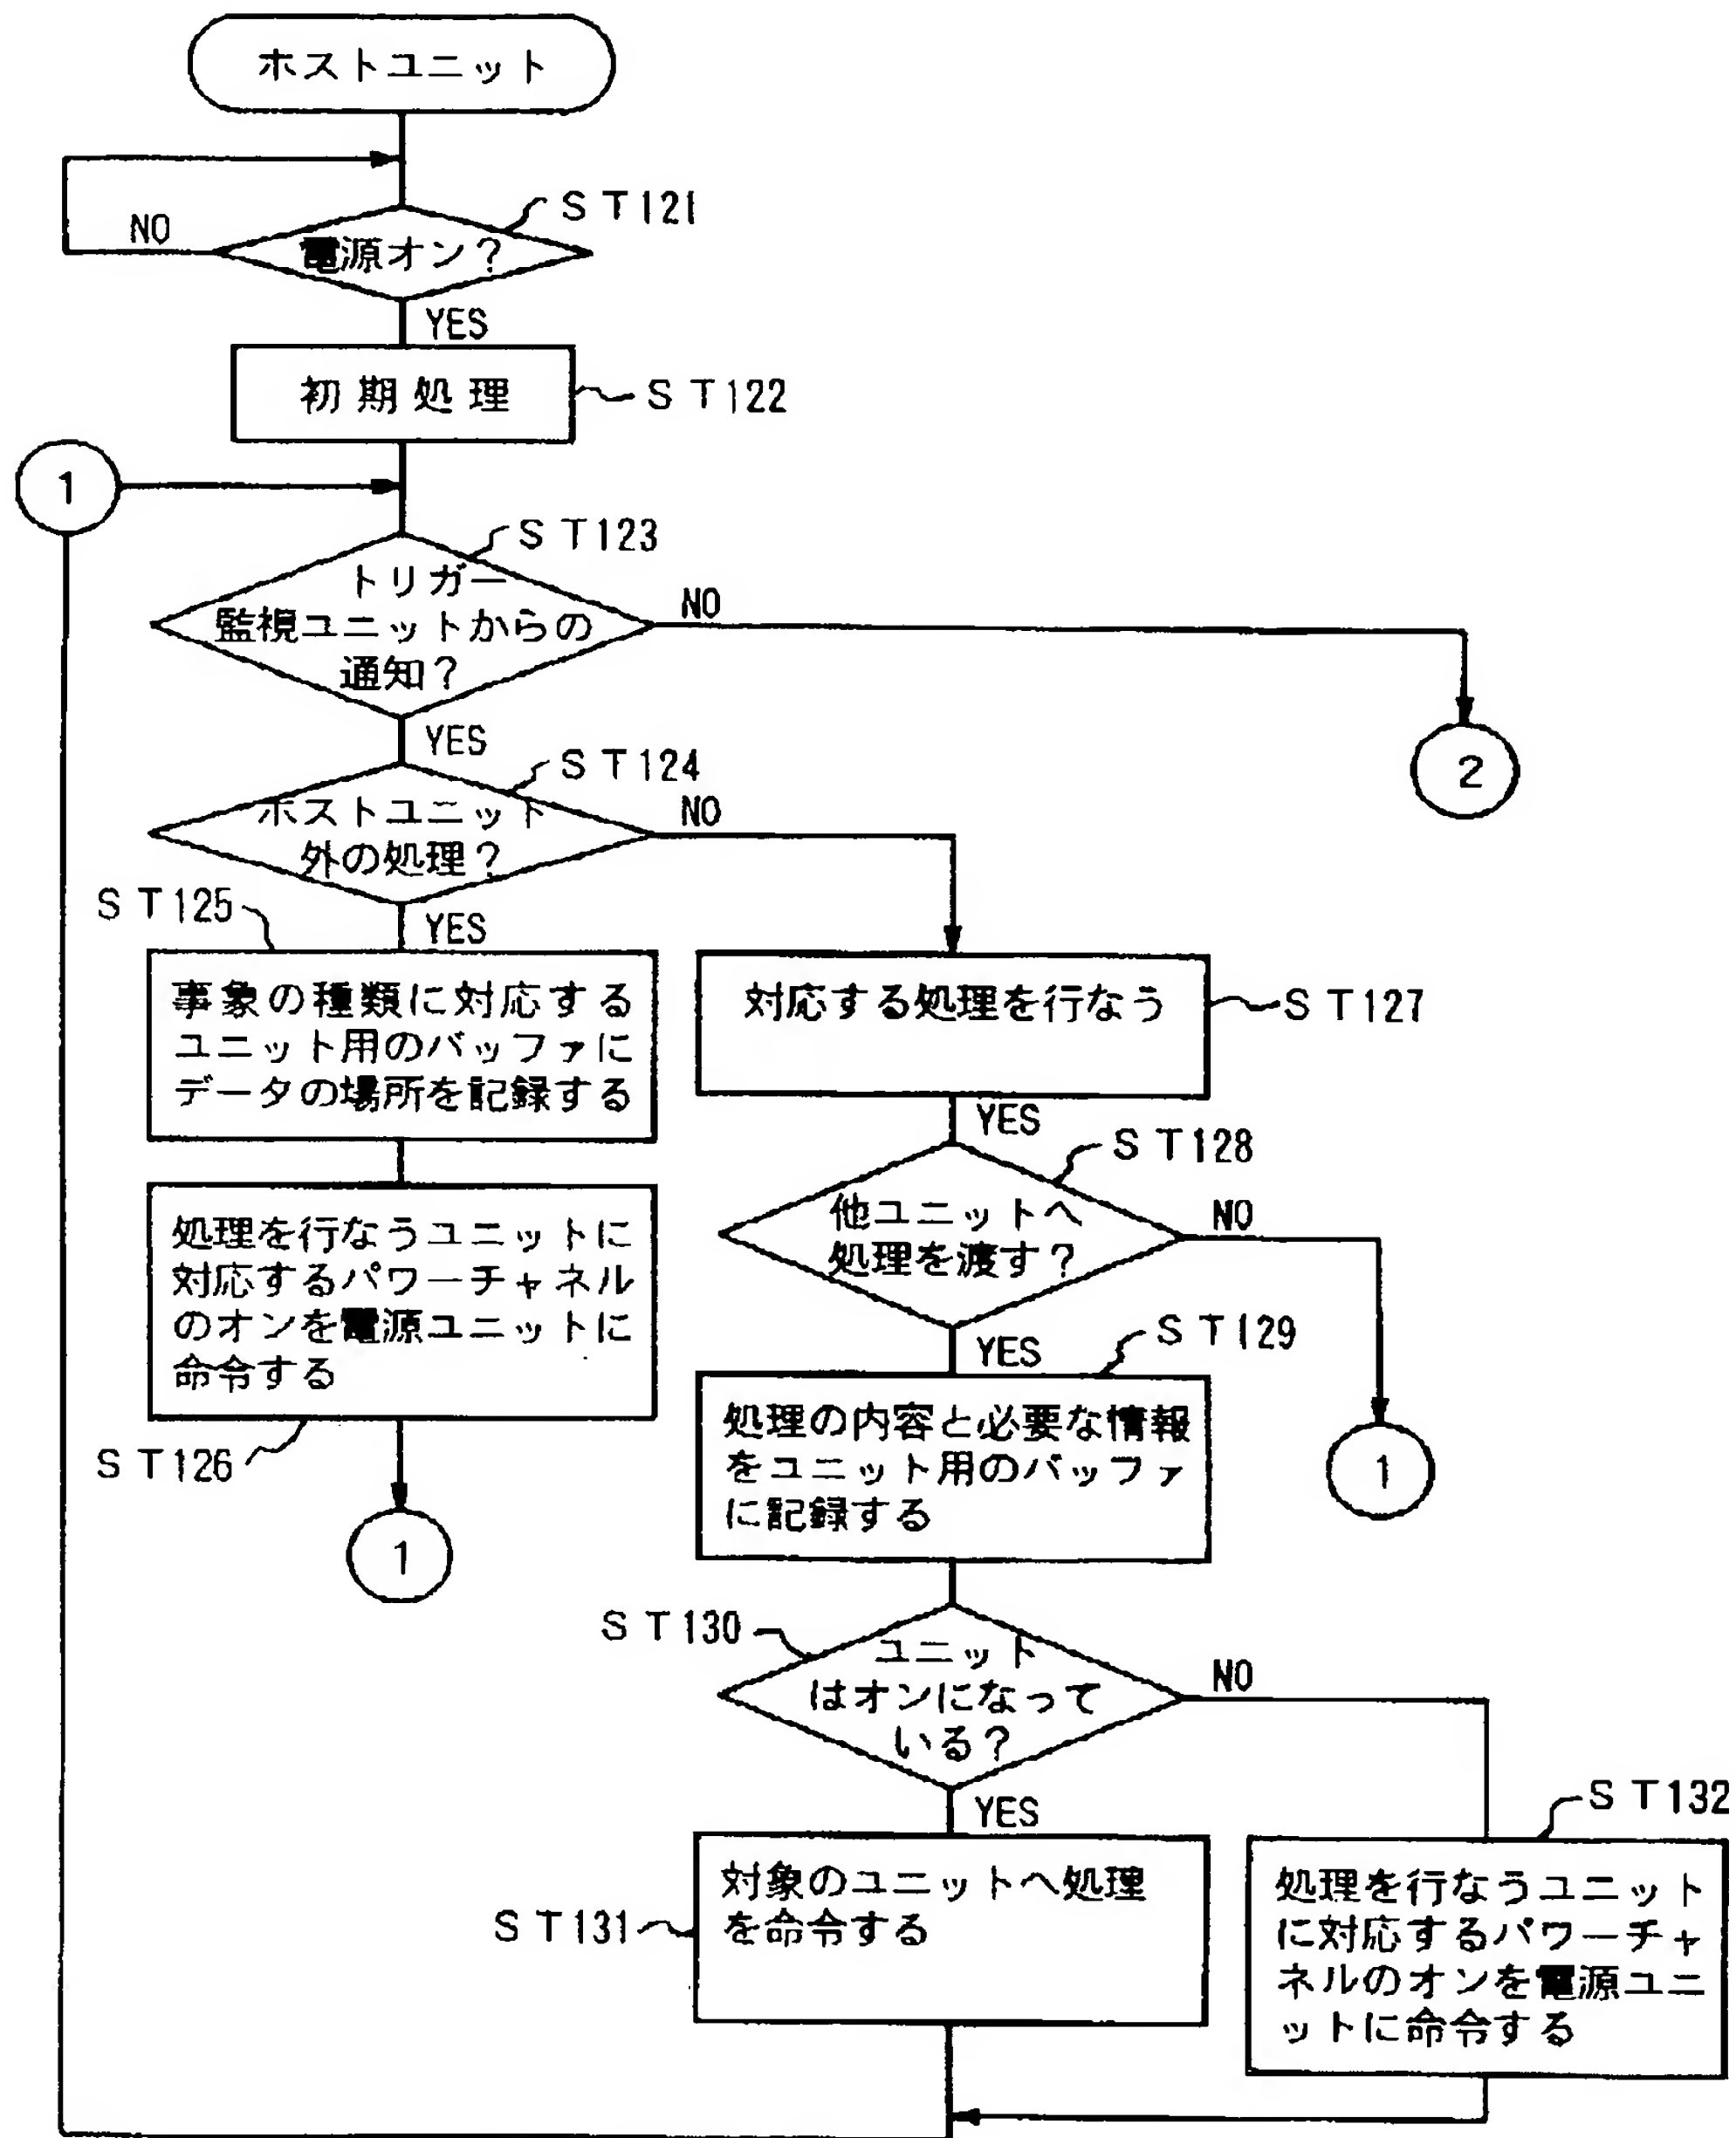 ホストユニット
ST121
NO
電源オン?
YES
初期処理
ST122
1
ST123
トリガー
監視ユニットからの
通知?
NO
YES
2
ST124
ホストユニット
外の処理?
NO
ST125
YES
事象の種類に対応する
ユニット用のバッファに
データの場所を記録する
対応する処理を行なう
ST127
YES
ST128
処理を行なうユニットに
対応するパワーチャネル
のオンを電源ユニットに
命令する
ST126
1
他ユニットへ
処理を渡す?
NO
YES
ST129
処理の内容と必要な情報
をユニット用のバッファ
に記録する
1
ST130
ユニット
はオンになって
いる?
NO
YES
ST132
対象のユニットへ処理
を命令する
ST131
処理を行なうユニット
に対応するパワーチャ
ネルのオンを電源ユニ
ットに命令する